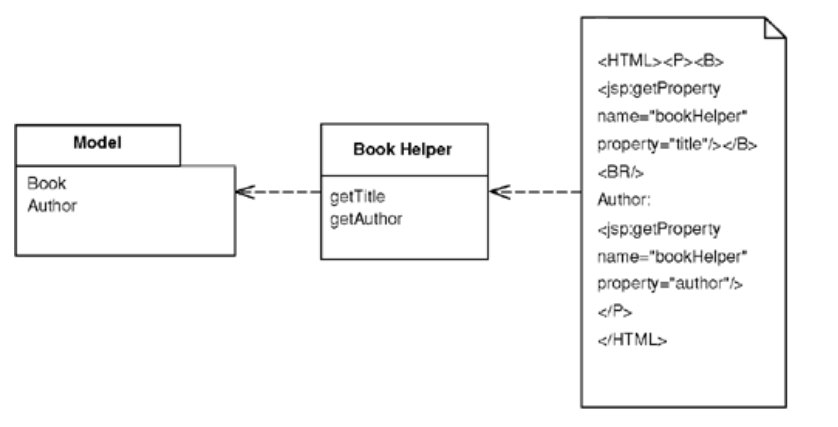 Model
Book
Author
Book Helper
getTitle
getAuthor
<HTML><P><B>
<jsp:getProperty
name="bookHelper"
property="title"/></B>
<BR/>
Author:
<jsp:getProperty
name="bookHelper"
property="author"/>
</P>
</HTML>